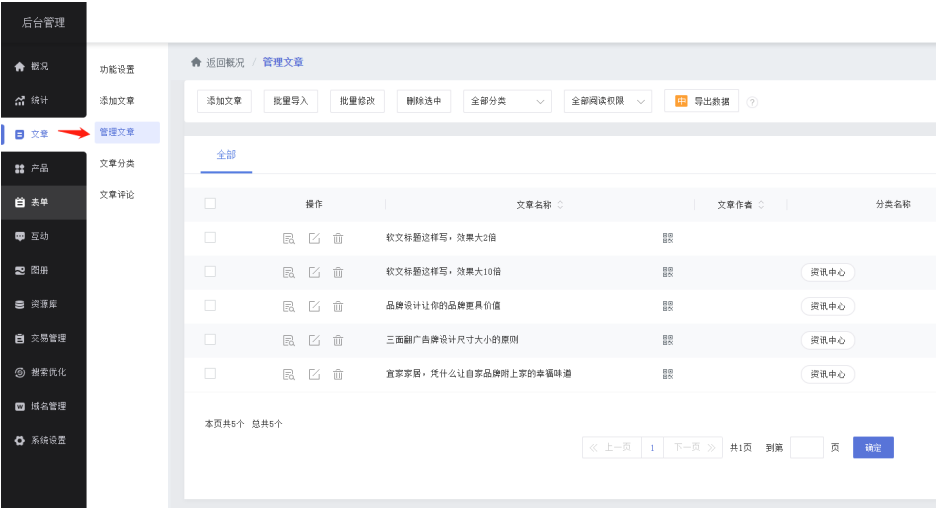 后台管理
概况
统计
文章
产品
表单
互动
图册
资源库
交易管理
搜索优化
域名管理
系统设置
功能设置
添加文章
管理文章
文章分类
文章评论
返回概况 / 管理文章
添加文章 批量导入 批量修改 删除选中 全部分类 全部阅读权限 中 导出数据 ?
全部
操作 文章名称 文章作者 分类名称
软文标题这样写，效果大2倍
软文标题这样写，效果大10倍 资讯中心
品牌设计让你的品牌更具价值 资讯中心
三面翻广告牌设计尺寸大小的原则 资讯中心
宜家家居，凭什么让自家品牌附上家的幸福味道 资讯中心
本页共5个 总共5个
上一页 1 下一页 共1页 到第 页 确定